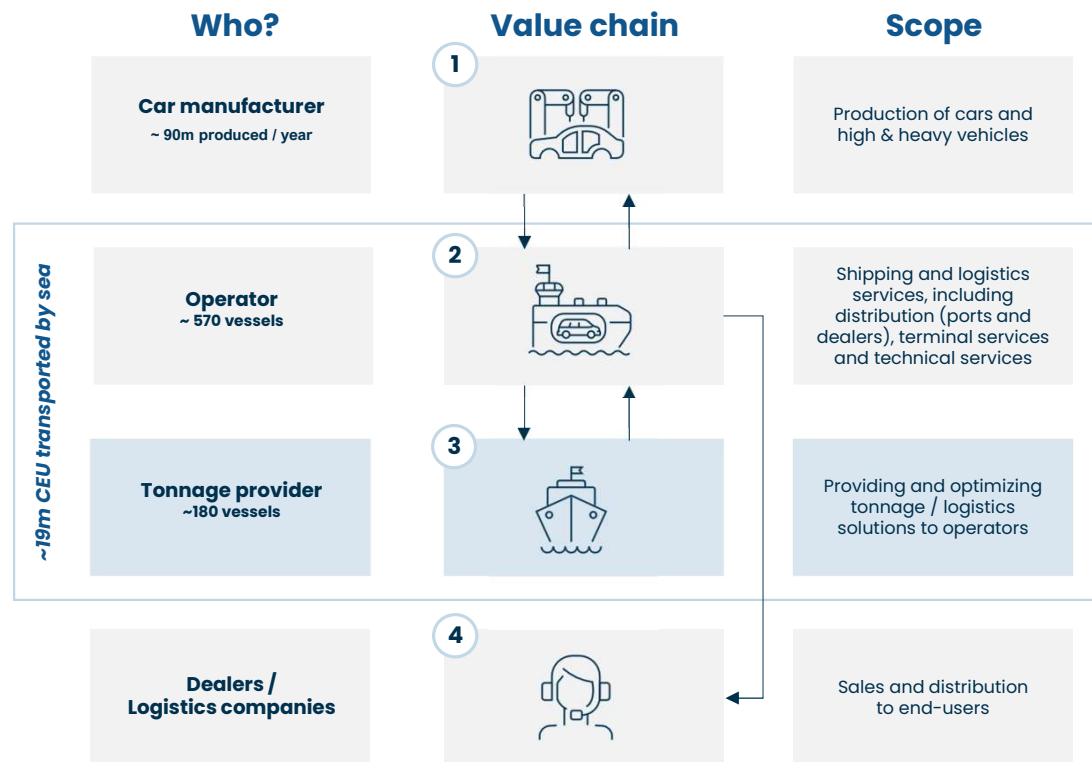 Who?
Value chain
Scope
1
Car manufacturer
~ 90m produced / year
Production of cars and
high & heavy vehicles
~19m CEU transported by sea
2
Operator
~ 570 vessels
Shipping and logistics
services, including
distribution (ports and
dealers), terminal services
and technical services
3
Tonnage provider
~180 vessels
Providing and optimizing
tonnage / logistics
solutions to operators
4
Dealers /
Logistics companies
Sales and distribution
to end-users